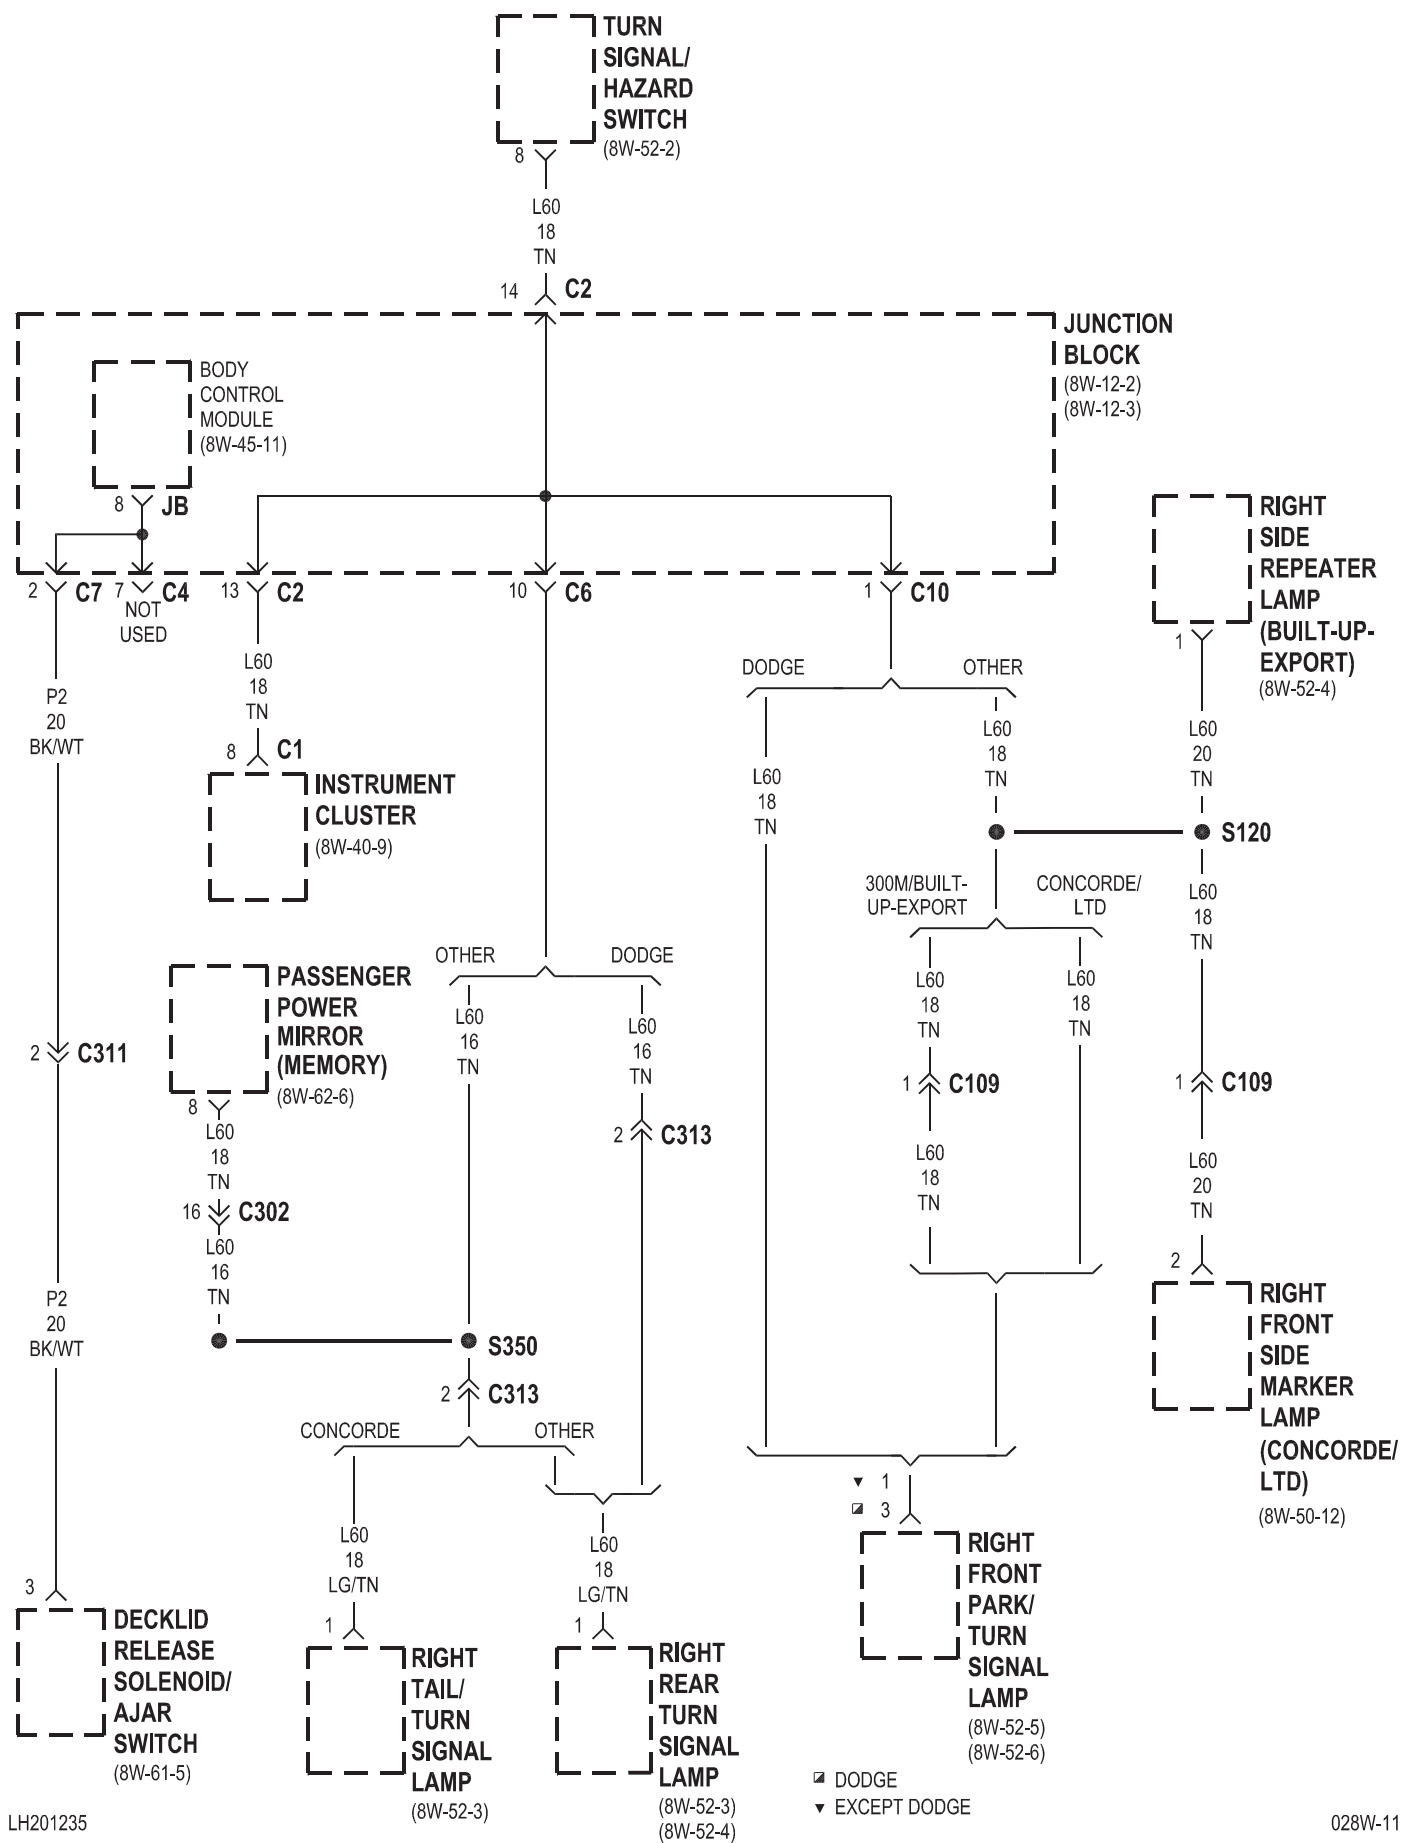 TURN
SIGNAL/
HAZARD
SWITCH
(8W-52-2)
8
L60
18
TN
14
C2
JUNCTION
BLOCK
(8W-12-2)
(8W-12-3)
BODY
CONTROL
MODULE
(8W-45-11)
8
JB
2
C7
7
C4
NOT
USED
13
C2
10
C6
1
C10
RIGHT
SIDE
REPEATER
LAMP
(BUILT-UP-
EXPORT)
(8W-52-4)
1
P2
20
BK/WT
L60
18
TN
8
C1
INSTRUMENT
CLUSTER
(8W-40-9)
DODGE
OTHER
L60
18
TN
L60
18
TN
L60
20
TN
S120
300M/BUILT-
UP-EXPORT
CONCORDE/
LTD
L60
18
TN
OTHER
DODGE
PASSENGER
POWER
MIRROR
(MEMORY)
(8W-62-6)
8
L60
16
TN
L60
16
TN
L60
18
TN
L60
18
TN
2
C311
1
C109
1
C109
2
C313
L60
18
TN
16
C302
L60
16
TN
L60
18
TN
L60
20
TN
2
P2
20
BK/WT
S350
2
C313
RIGHT
FRONT
SIDE
MARKER
LAMP
(CONCORDE/
LTD)
(8W-50-12)
CONCORDE
OTHER
1
3
L60
18
LG/TN
L60
18
LG/TN
3
DECKLID
RELEASE
SOLENOID/
AJAR
SWITCH
(8W-61-5)
1
RIGHT
TAIL/
TURN
SIGNAL
LAMP
(8W-52-3)
1
RIGHT
REAR
TURN
SIGNAL
LAMP
(8W-52-3)
(8W-52-4)
RIGHT
FRONT
PARK/
TURN
SIGNAL
LAMP
(8W-52-5)
(8W-52-6)
DODGE
EXCEPT DODGE
LH201235
028W-11